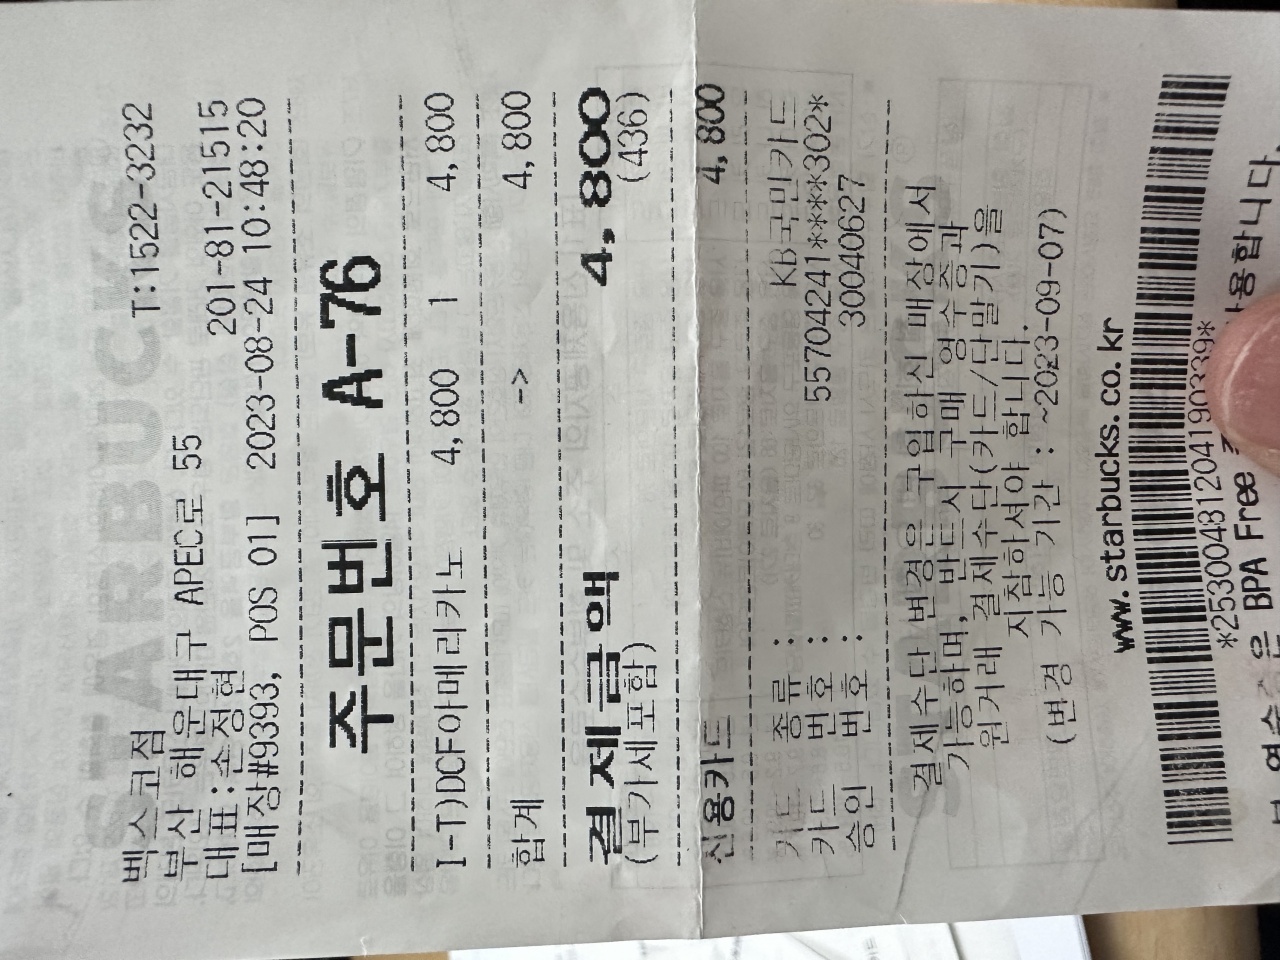 벡스코점 T:1522-3232
부산 해운대구 APEC로 55
대표:손정현 201-81-21515
[매장#9393, POS 01] 2023-08-24 10:48:20
주문번호 A-76
I-T)DCF아메리카노 4,800 1 4,800
합계 -> 4,800
결제금액 4,800
(부가세포함) (436)
신용카드 4,800
카드 종류 : KB국민카드
카드 번호 : 55704241****302*
승인 번호 : 30040627
결제수단 변경은 구입하신 매장에서
가능하며, 반드시 구매 영수증과
원거래 결제수단(카드/단말기)을
지참하셔야 합니다.
(변경 가능 기간 : ~2023-09-07)
www.starbucks.co.kr
*2530048120419033​9*
BPA Free
STARBUCKS